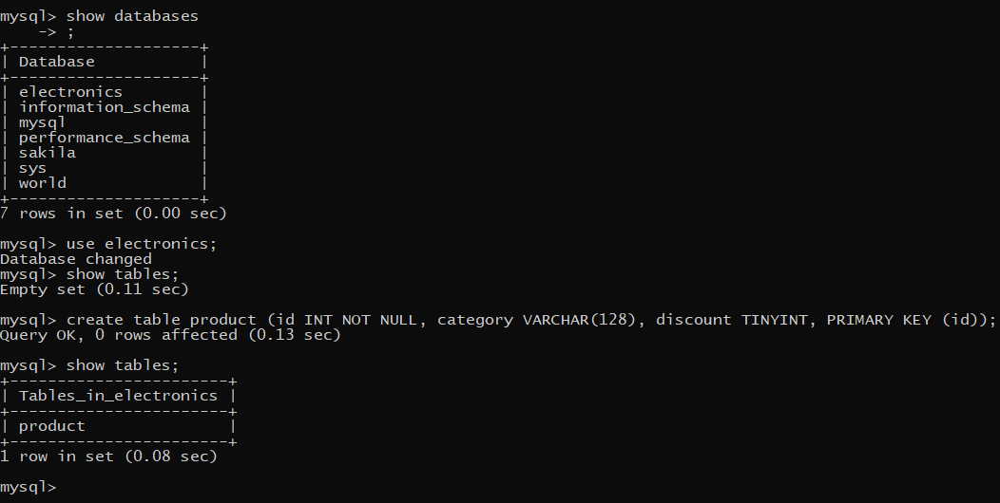 mysql> show databases
    -> ;
+--------------------+
| Database           |
+--------------------+
| electronics        |
| information_schema |
| mysql              |
| performance_schema |
| sakila             |
| sys                |
| world              |
+--------------------+
7 rows in set (0.00 sec)

mysql> use electronics;
Database changed
mysql> show tables;
Empty set (0.11 sec)

mysql> create table product (id INT NOT NULL, category VARCHAR(128), discount TINYINT, PRIMARY KEY (id));
Query OK, 0 rows affected (0.13 sec)

mysql> show tables;
+-----------------------+
| Tables_in_electronics |
+-----------------------+
| product               |
+-----------------------+
1 row in set (0.08 sec)

mysql>